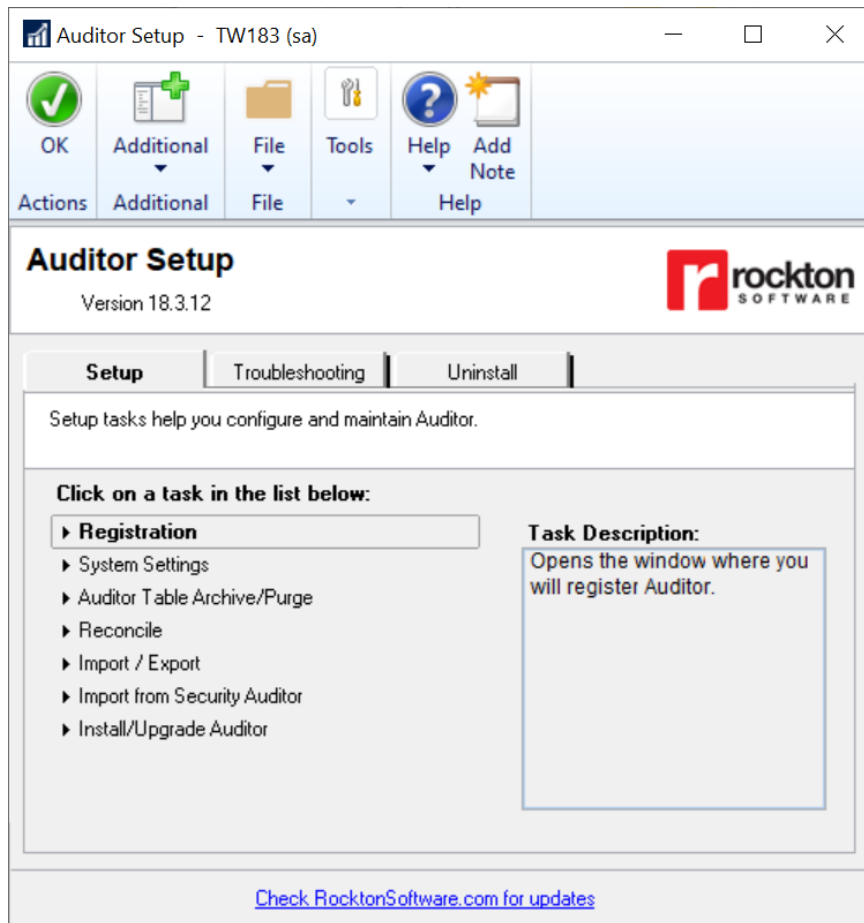 Auditor Setup - TW183 (sa)
OK
Additional
File
Tools
Help
Add
Note
Actions
Additional
File
Help
Auditor Setup
Version 18.3.12
rockton
SOFTWARE
Setup
Troubleshooting
Uninstall
Setup tasks help you configure and maintain Auditor.
Click on a task in the list below:
Registration
System Settings
Auditor Table Archive/Purge
Reconcile
Import / Export
Import from Security Auditor
Install/Upgrade Auditor
Task Description:
Opens the window where you
will register Auditor.
Check RocktonSoftware.com for updates